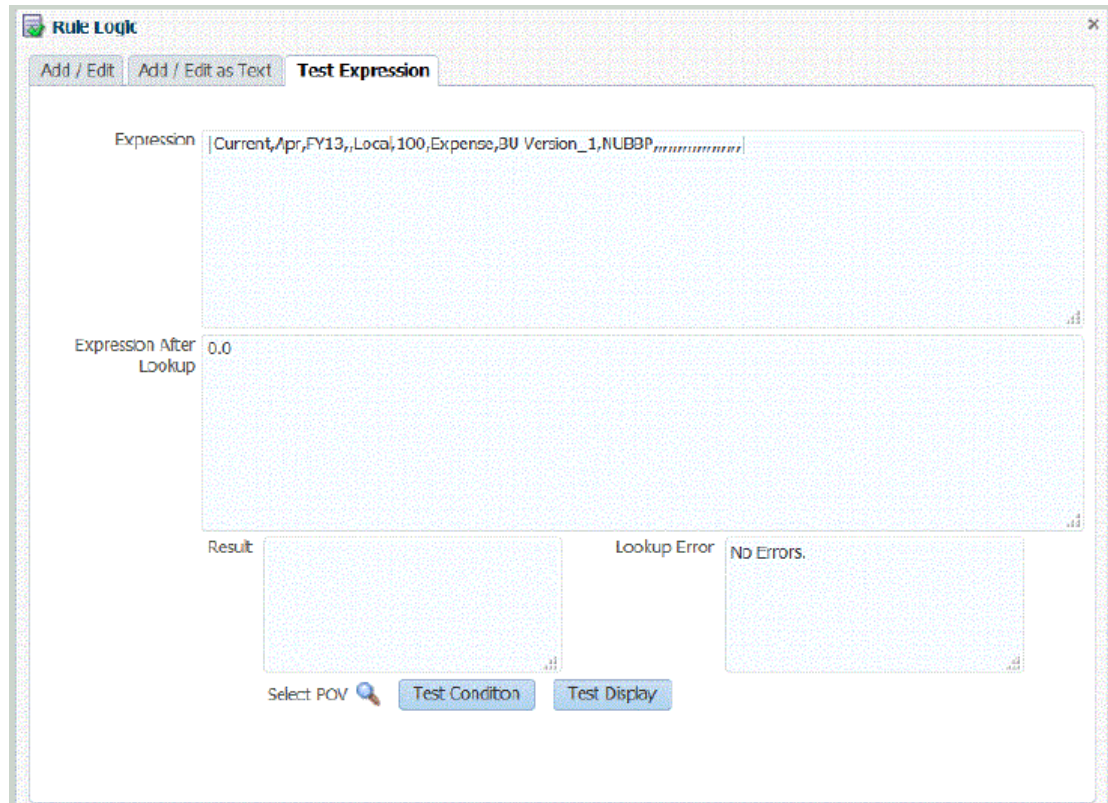 Rule Logic
Add / Edit
Add / Edit as Text
Test Expression
Expression
|Current,Apr,FY13,,Local,100,Expense,BU Version_1,NUBBP,,,,,,,,,,,,,,,,,,|
Expression After
Lookup
0.0
Result
Lookup Error
No Errors.
Select POV
Test Condition
Test Display